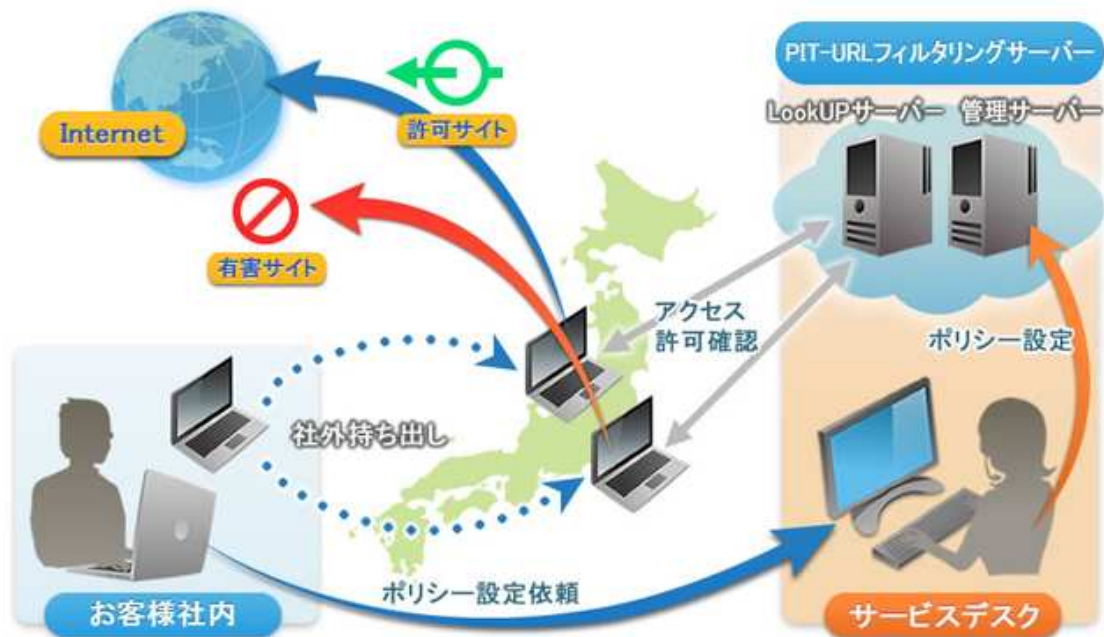 PIT-URLフィルタリングサーバー
LookUPサーバー 管理サーバー
Internet
許可サイト
有害サイト
アクセス
許可確認
ポリシー設定
社外持ち出し
ポリシー設定依頼
お客様社内
サービスデスク